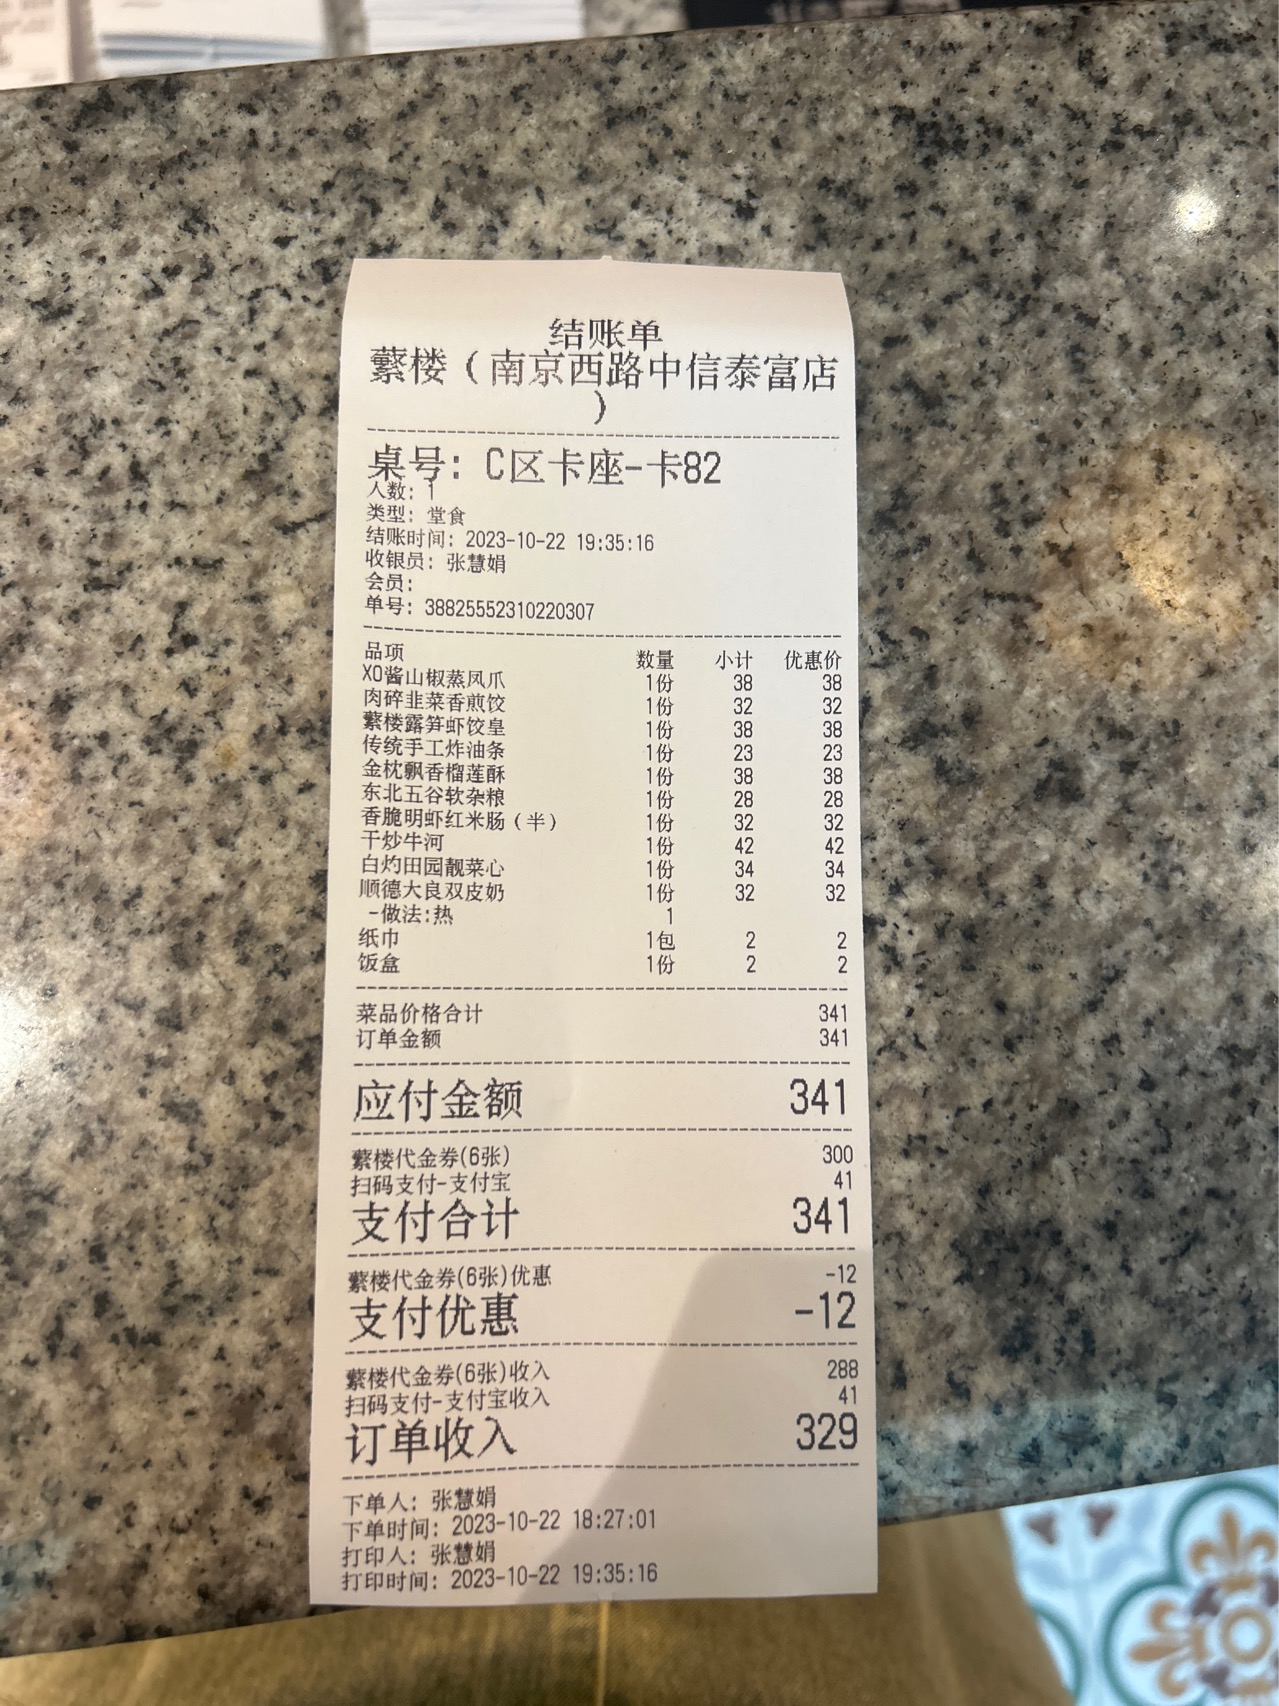 结账单
蘩楼（南京西路中信泰富店
）
桌号: C区卡座-卡82
人数: 1
类型: 堂食
结账时间: 2023-10-22 19:35:16
收银员: 张慧娟
会员:
单号: 38825552310220307
品项 数量 小计 优惠价
XO酱山椒蒸凤爪 1份 38 38
肉碎韭菜香煎饺 1份 32 32
蘩楼露笋虾饺皇 1份 38 38
传统手工炸油条 1份 23 23
金枕飘香榴莲酥 1份 38 38
东北五谷软杂粮 1份 28 28
香脆明虾红米肠（半） 1份 32 32
干炒牛河 1份 42 42
白灼田园靓菜心 1份 34 34
顺德大良双皮奶 1份 32 32
-做法:热 1
纸巾 1包 2 2
饭盒 1份 2 2
菜品价格合计 341
订单金额 341
应付金额 341
蘩楼代金券(6张) 300
扫码支付-支付宝 41
支付合计 341
蘩楼代金券(6张)优惠 -12
支付优惠 -12
蘩楼代金券(6张)收入 288
扫码支付-支付宝收入 41
订单收入 329
下单人: 张慧娟
下单时间: 2023-10-22 18:27:01
打印人: 张慧娟
打印时间: 2023-10-22 19:35:16